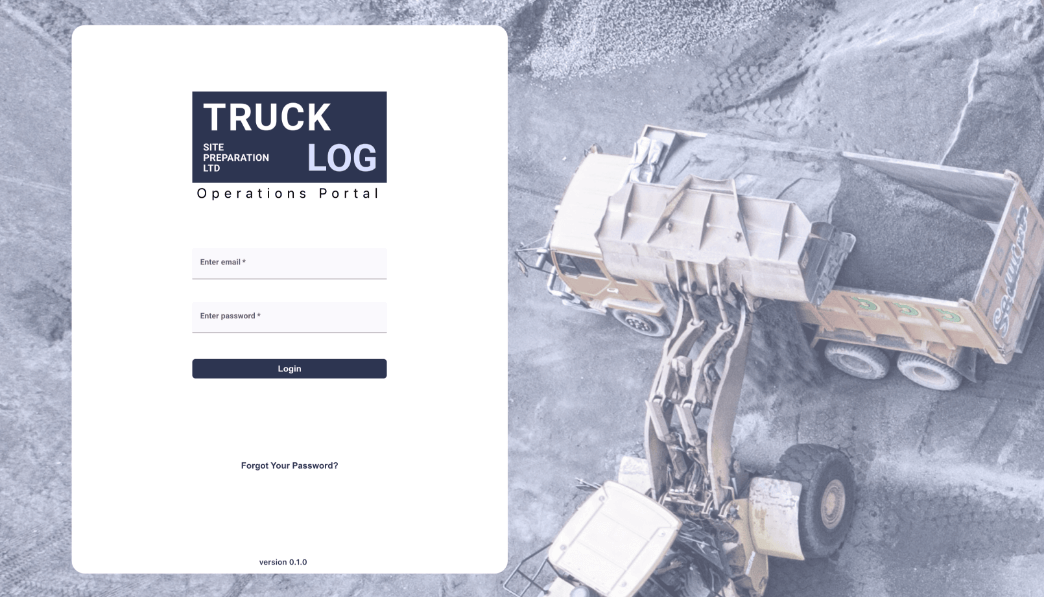 TRUCK
SITE
PREPARATION
LTD
LOG
Operations Portal
Enter email *
Enter password *
Login
Forgot Your Password?
version 0.1.0